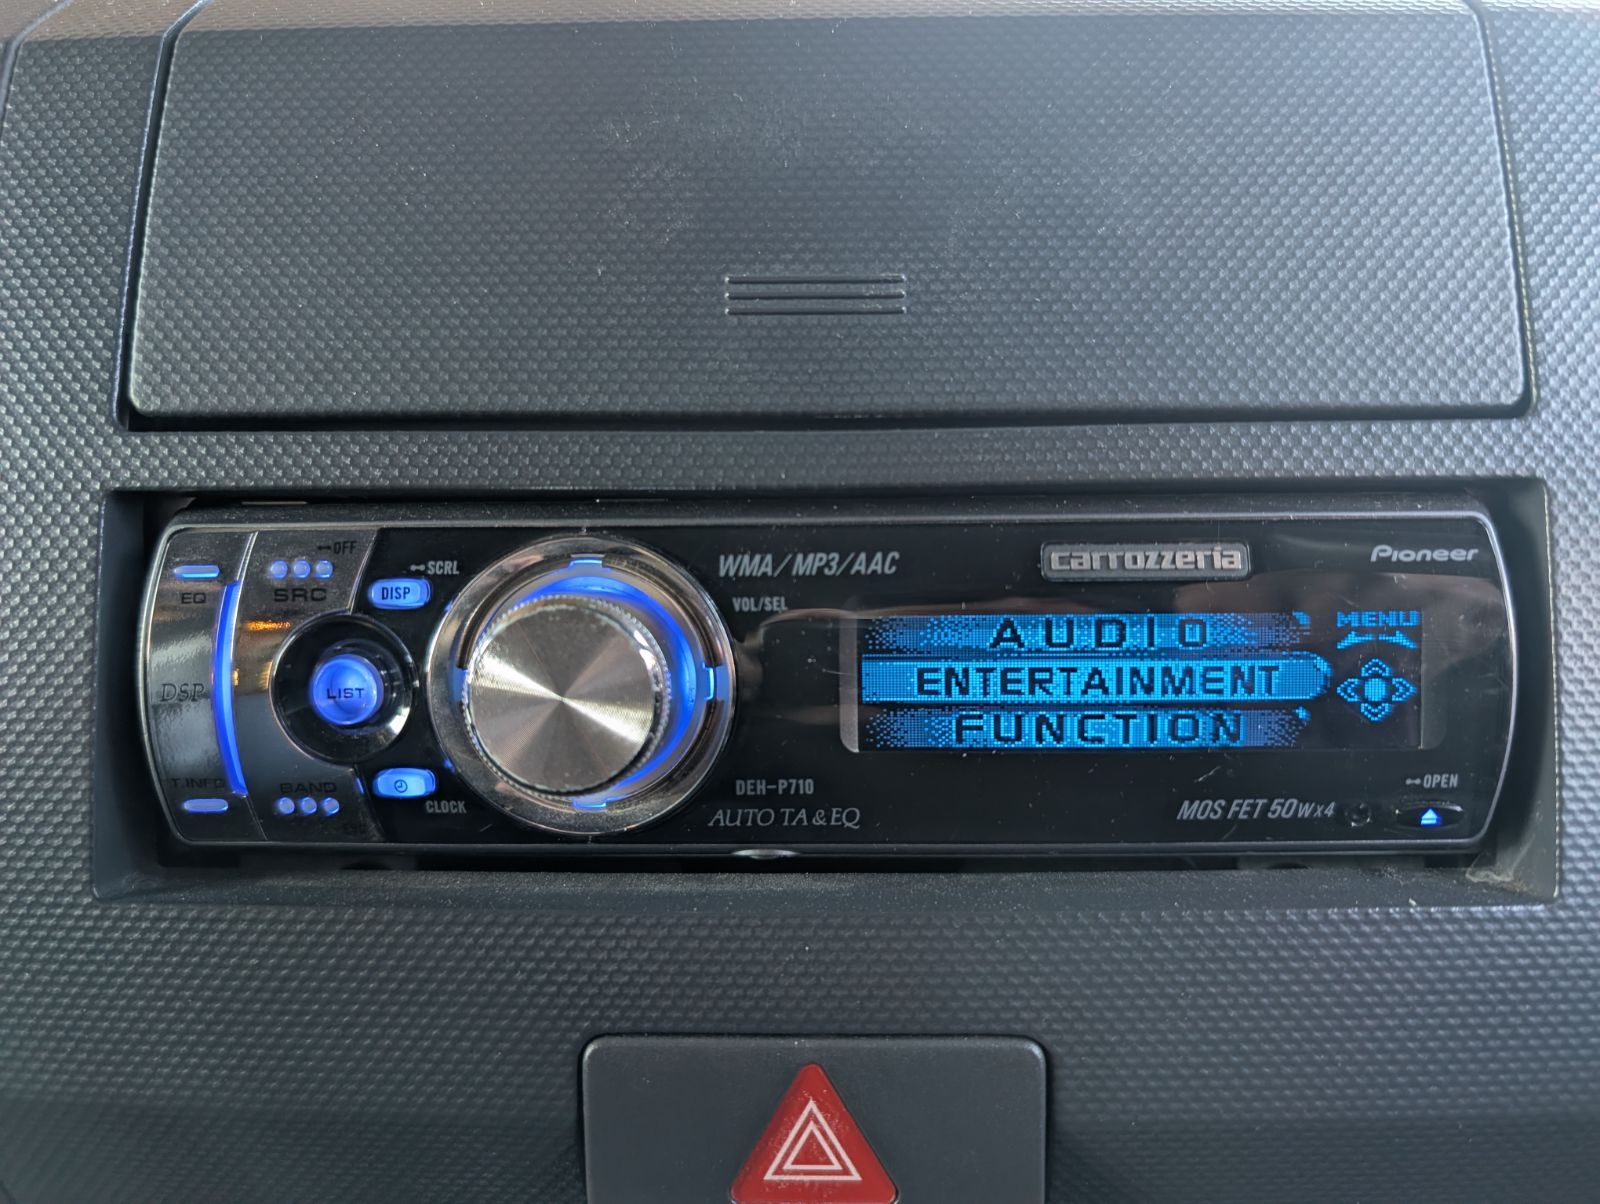 OFF
EQ
SRC
SCRL
DISP
WMA/MP3/AAC
VOL/SEL
carrozzeria
Pioneer
DSP
LIST
AUDIO
ENTERTAINMENT
FUNCTION
MENU
T.INFO
BAND
CLOCK
DEH-P710
AUTO TA & EQ
MOS FET 50W x 4
OPEN